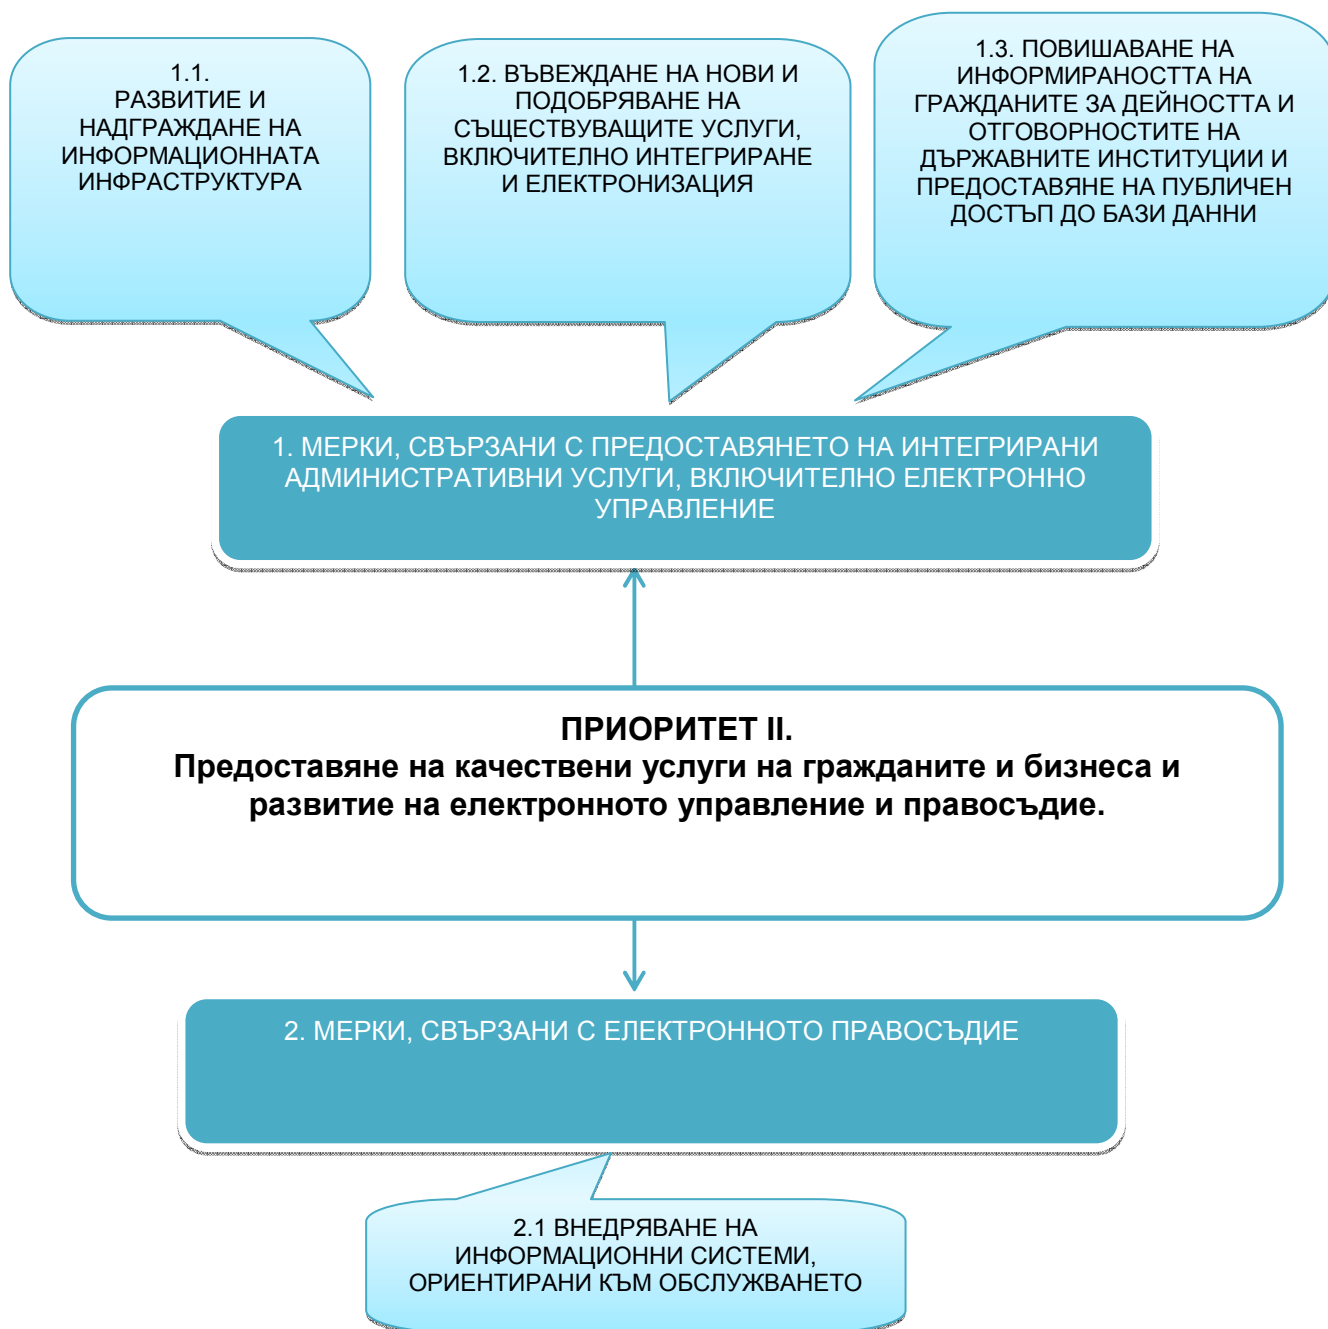 1.1.
РАЗВИТИЕ И
НАДГРАЖДАНЕ НА
ИНФОРМАЦИОННАТА
ИНФРАСТРУКТУРА
1.2. ВЪВЕЖДАНЕ НА НОВИ И
ПОДОБРЯВАНЕ НА
СЪЩЕСТВУВАЩИТЕ УСЛУГИ,
ВКЛЮЧИТЕЛНО ИНТЕГРИРАНЕ
И ЕЛЕКТРОНИЗАЦИЯ
1.3. ПОВИШАВАНЕ НА
ИНФОРМИРАНОСТТА НА
ГРАЖДАНИТЕ ЗА ДЕЙНОСТТА И
ОТГОВОРНОСТИТЕ НА
ДЪРЖАВНИТЕ ИНСТИТУЦИИ И
ПРЕДОСТАВЯНЕ НА ПУБЛИЧЕН
ДОСТЪП ДО БАЗИ ДАННИ
1. МЕРКИ, СВЪРЗАНИ С ПРЕДОСТАВЯНЕТО НА ИНТЕГРИРАНИ
АДМИНИСТРАТИВНИ УСЛУГИ, ВКЛЮЧИТЕЛНО ЕЛЕКТРОННО
УПРАВЛЕНИЕ
ПРИОРИТЕТ II.
Предоставяне на качествени услуги на гражданите и бизнеса и
развитие на електронното управление и правосъдие.
2. МЕРКИ, СВЪРЗАНИ С ЕЛЕКТРОННОТО ПРАВОСЪДИЕ
2.1 ВНЕДРЯВАНЕ НА
ИНФОРМАЦИОННИ СИСТЕМИ,
ОРИЕНТИРАНИ КЪМ ОБСЛУЖВАНЕТО